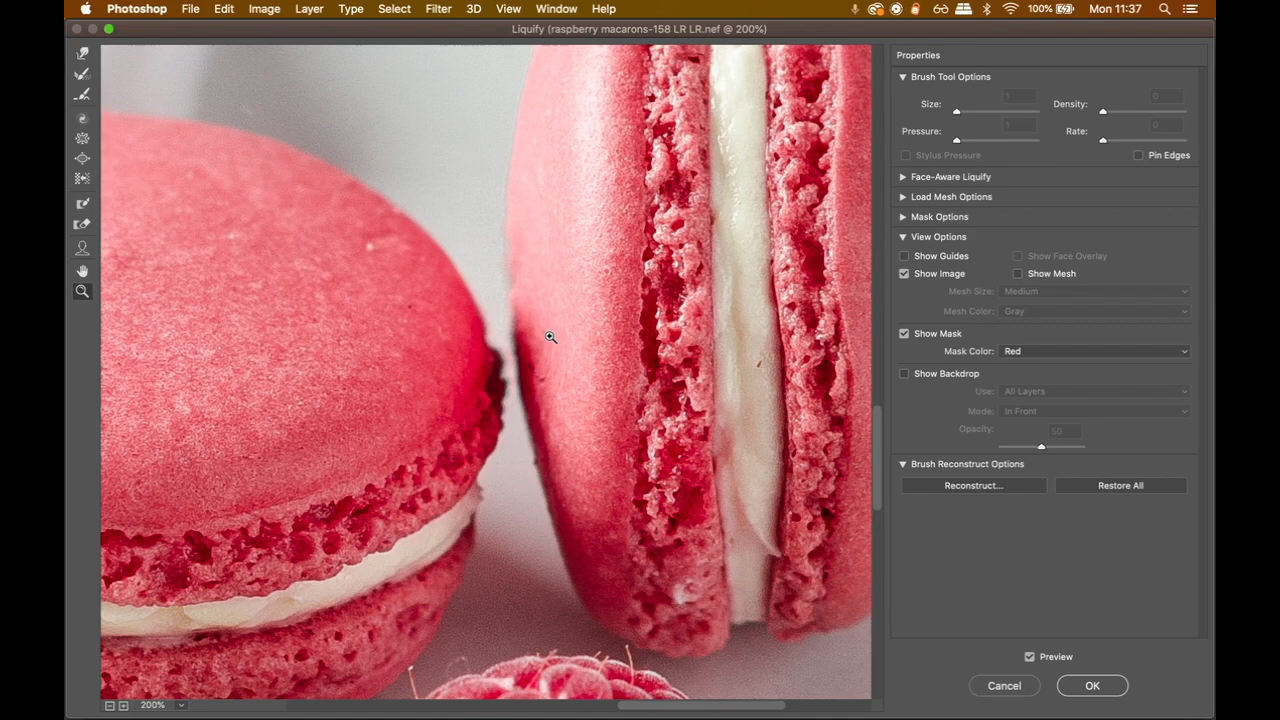 Photoshop File Edit Image Layer Type Select Filter 3D View Window Help 100% Mon 11:37
Liquify (raspberry macarons-158 LR LR.nef @ 200%)
Properties
Brush Tool Options
Size: 1 Density: 0
Pressure: 1 Rate: 0
Stylus Pressure Pin Edges
Face-Aware Liquify
Load Mesh Options
Mask Options
View Options
Show Guides Show Face Overlay
Show Image Show Mesh
Mesh Size: Medium
Mesh Color: Gray
Show Mask
Mask Color: Red
Show Backdrop
Use: All Layers
Mode: In Front
Opacity: 50
Brush Reconstruct Options
Reconstruct... Restore All
Preview
Cancel OK
200%